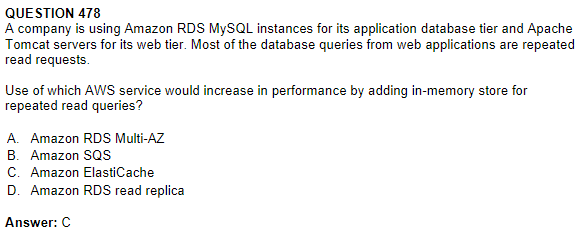 QUESTION 478
A company is using Amazon RDS MySQL instances for its application database tier and Apache
Tomcat servers for its web tier. Most of the database queries from web applications are repeated
read requests.
Use of which AWS service would increase in performance by adding in-memory store for
repeated read queries?
A. Amazon RDS Multi-AZ
B. Amazon SQS
C. Amazon ElastiCache
D. Amazon RDS read replica
Answer: C